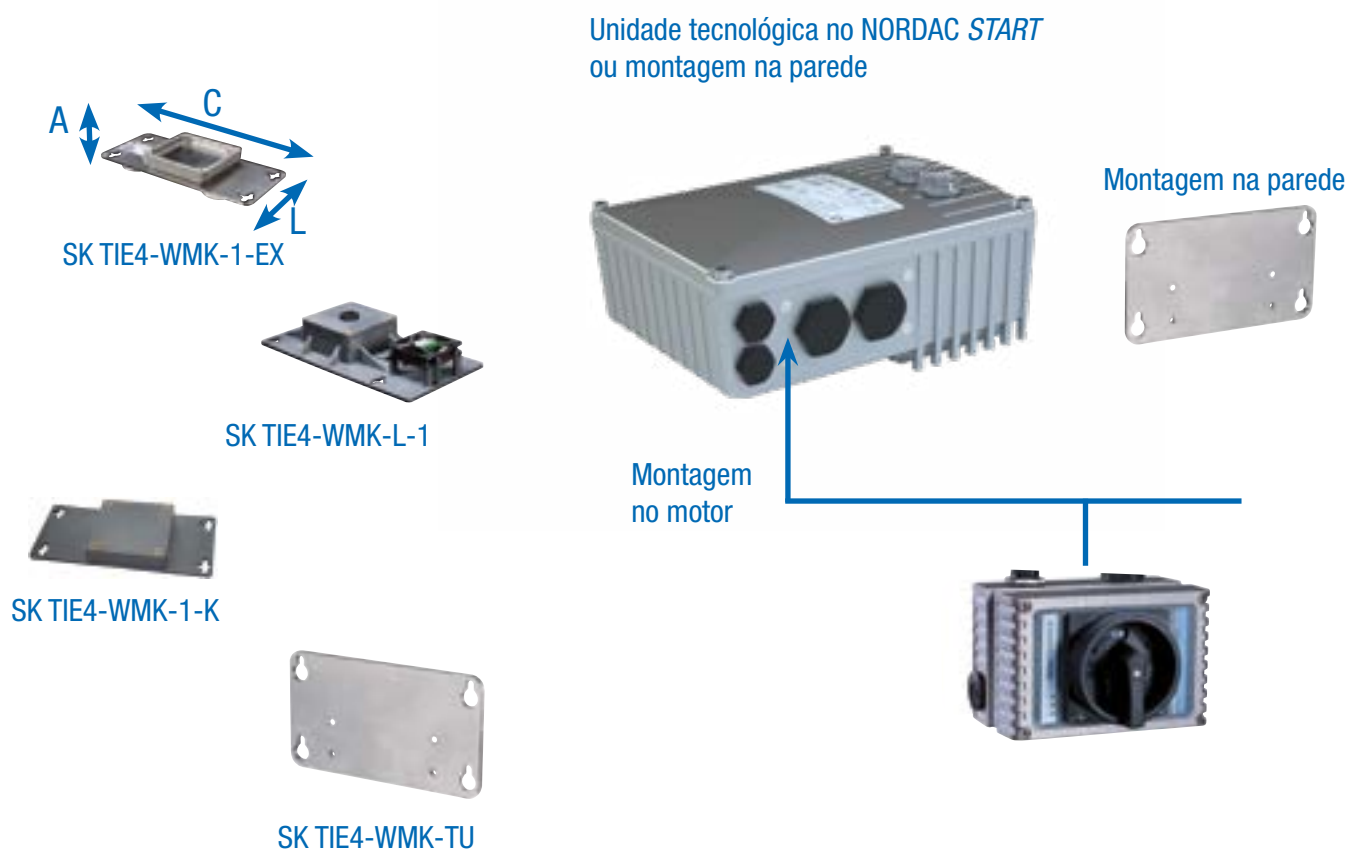 Unidade tecnológica no NORDAC START
ou montagem na parede
A
C
L
SK TIE4-WMK-1-EX
Montagem na parede
SK TIE4-WMK-L-1
Montagem
no motor
SK TIE4-WMK-1-K
SK TIE4-WMK-TU